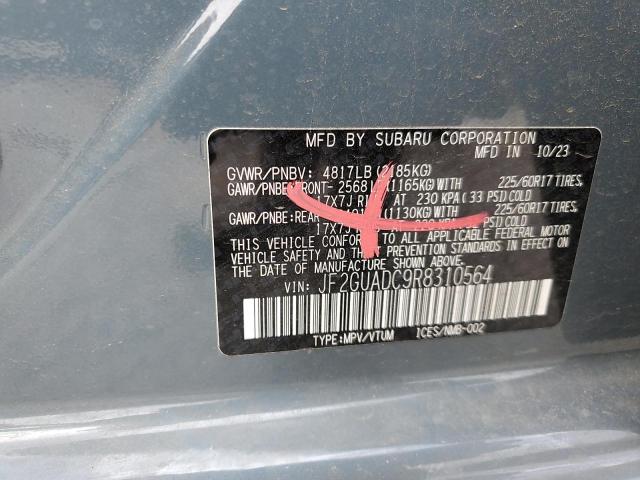 MFD BY SUBARU CORPORATION
MFD IN 10/23
GVWR/PNBV: 4817LB (2185KG)
GAWR/PNBE:FRONT- 2568LB (1165KG) WITH 225/60R17 TIRES,
17X7J AT 230 KPA ( 33 PSI) COLD
GAWR/PNBE:REAR (1130KG) WITH 225/60R17 TIRES,
17X7J PSI) COLD
THIS VEHICLE CONFORMS TO ALL APPLICABLE FEDERAL MOTOR
VEHICLE SAFETY AND THEFT PREVENTION STANDARDS IN EFFECT ON
THE DATE OF MANUFACTURE SHOWN ABOVE.
VIN: JF2GUADC9R8310564
TYPE:MPV/VTUM ICES/NMB-002